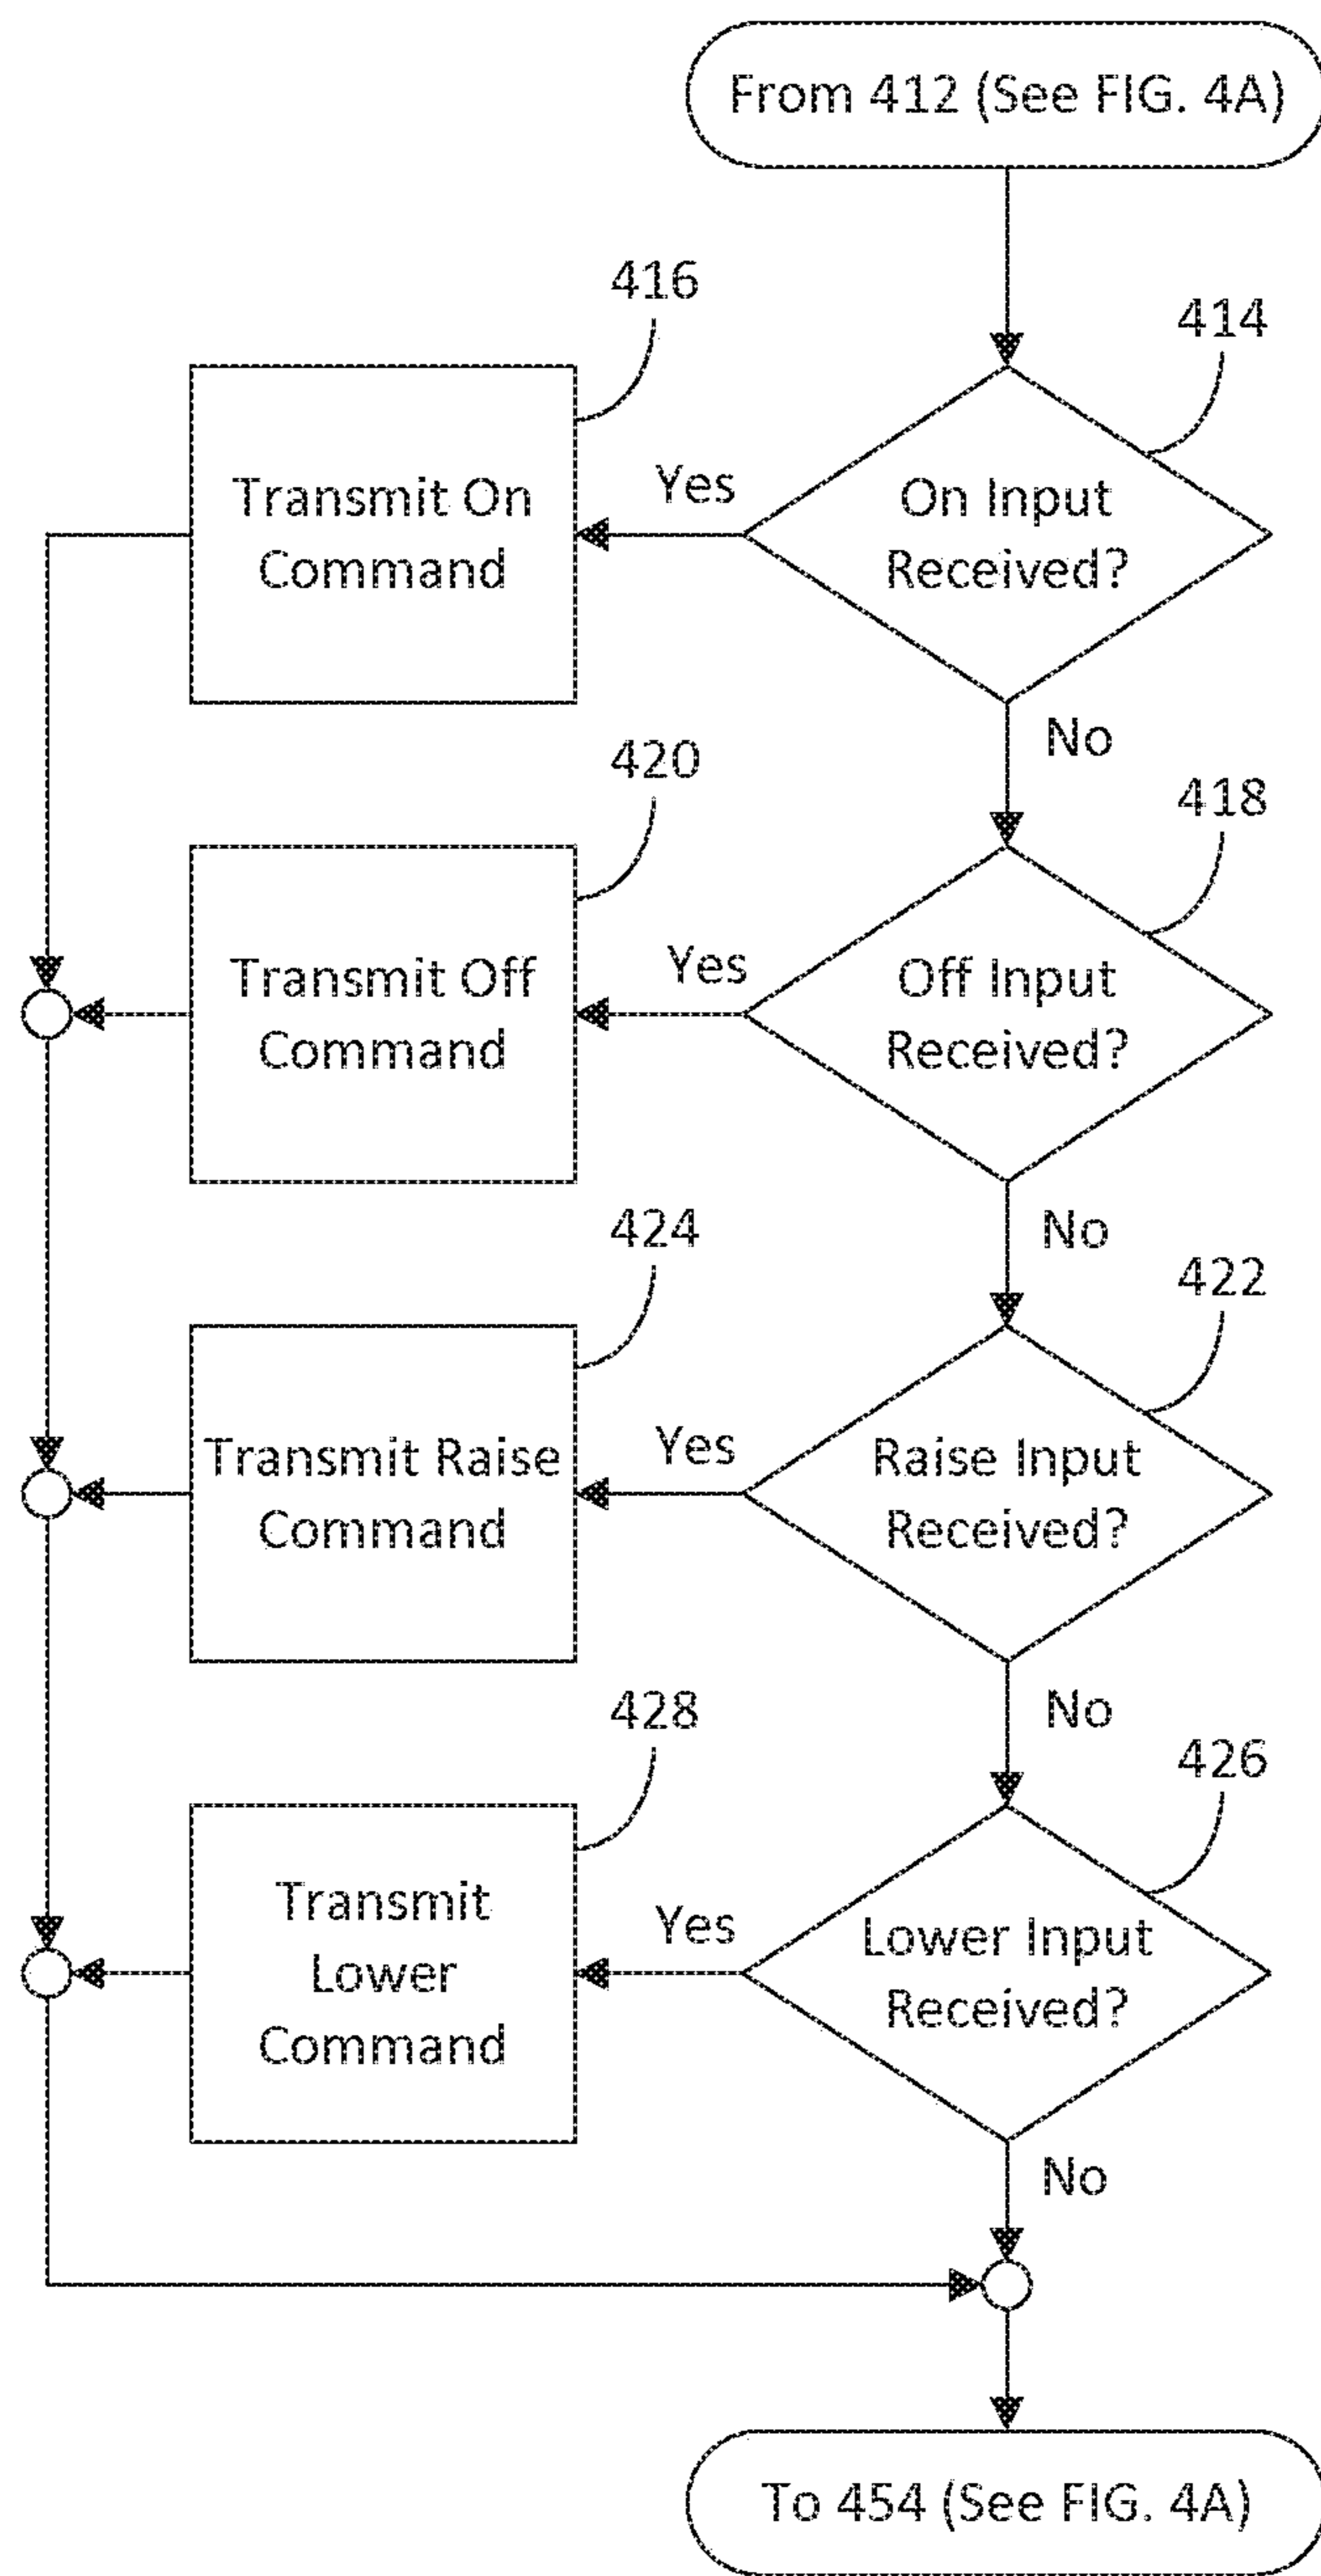 From 412 (See FIG. 4A)
416
414
Transmit On
Command
Yes
On Input
Received?
No
420
418
Transmit Off
Command
Yes
Off Input
Received?
No
424
422
Transmit Raise
Command
Yes
Raise Input
Received?
No
428
426
Transmit
Lower
Command
Yes
Lower Input
Received?
No
To 454 (See FIG. 4A)